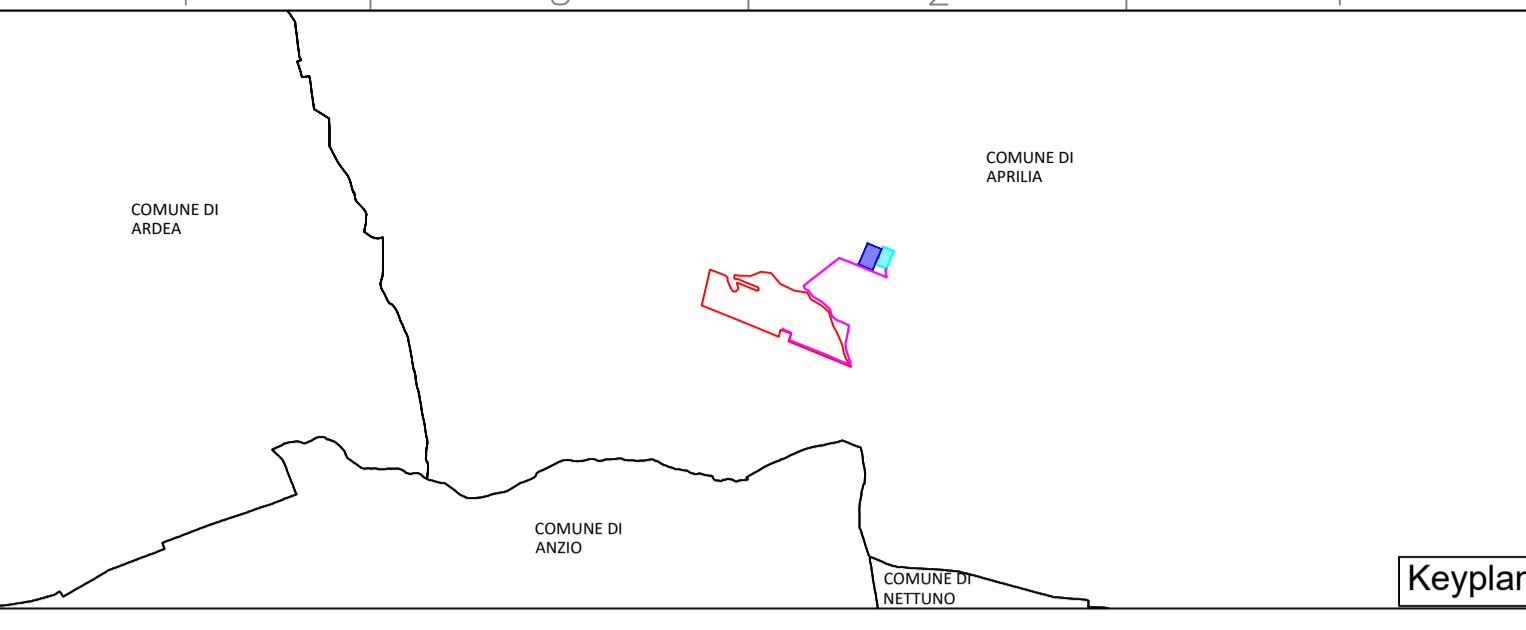 COMUNE DI
APRILIA
COMUNE DI
ARDEA
COMUNE DI
ANZIO
COMUNE DI
NETTUNO
Keyplan